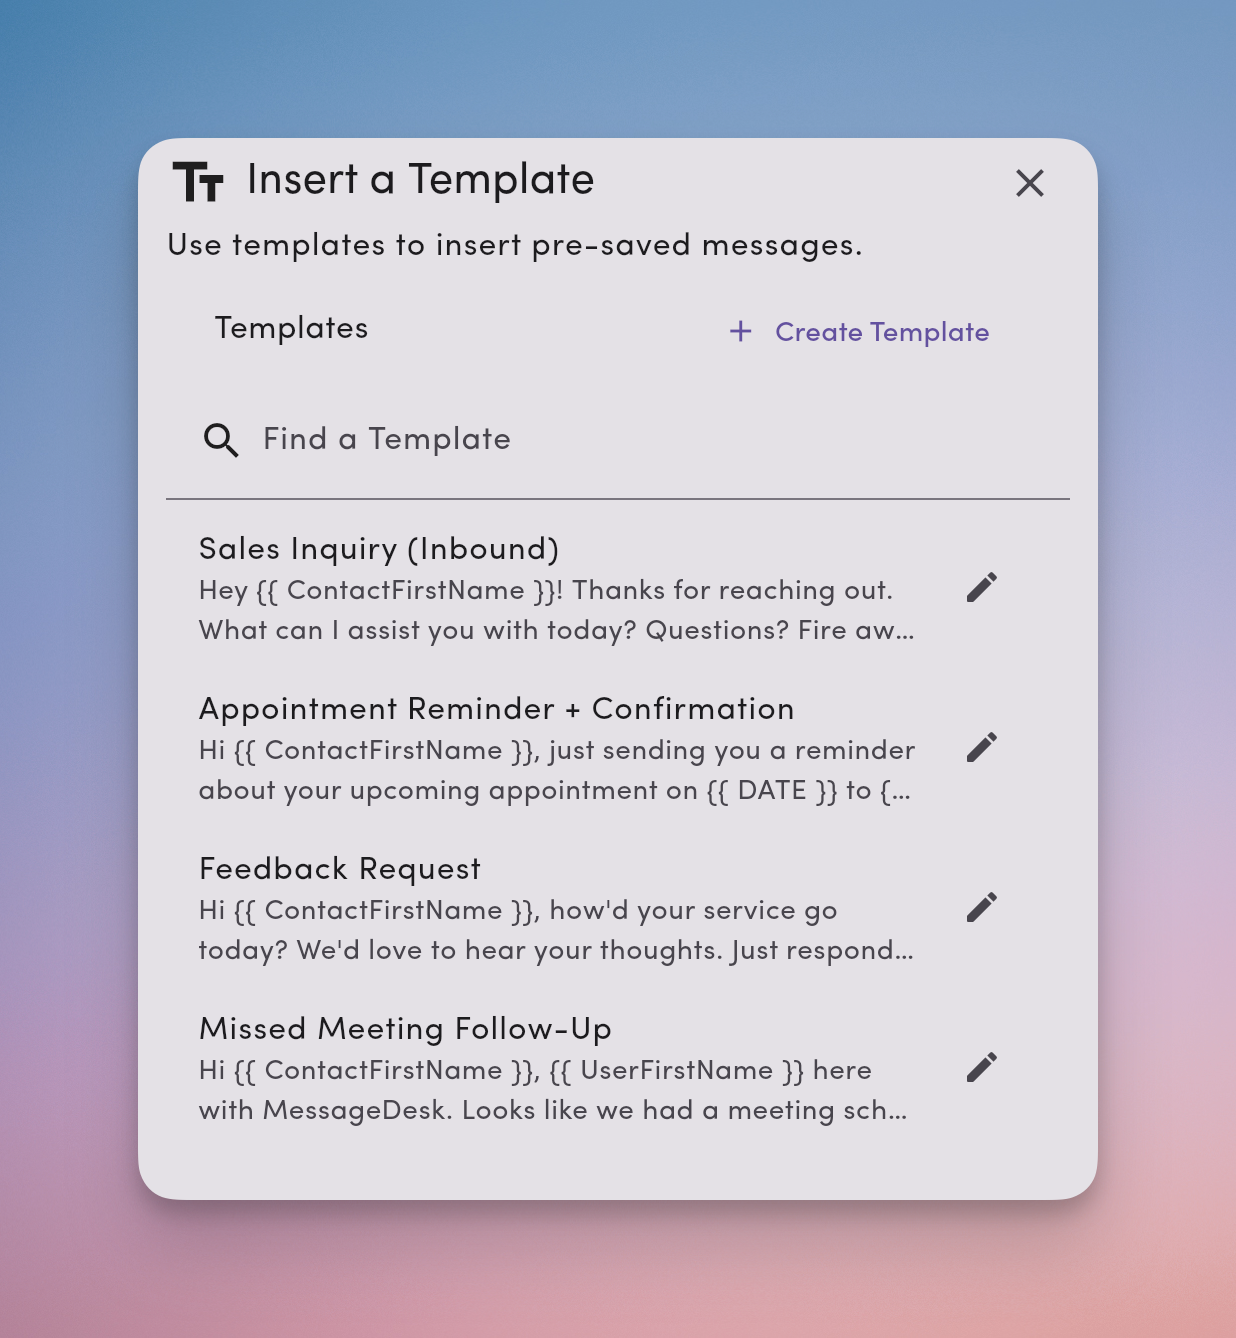 Insert a Template
Use templates to insert pre-saved messages.
Templates
+ Create Template
Find a Template
Sales Inquiry (Inbound)
Hey {{ ContactFirstName }}! Thanks for reaching out.
What can I assist you with today? Questions? Fire aw...
Appointment Reminder + Confirmation
Hi {{ ContactFirstName }}, just sending you a reminder
about your upcoming appointment on {{ DATE }} to {...
Feedback Request
Hi {{ ContactFirstName }}, how'd your service go
today? We'd love to hear your thoughts. Just respond...
Missed Meeting Follow-Up
Hi {{ ContactFirstName }}, {{ UserFirstName }} here
with MessageDesk. Looks like we had a meeting sch...